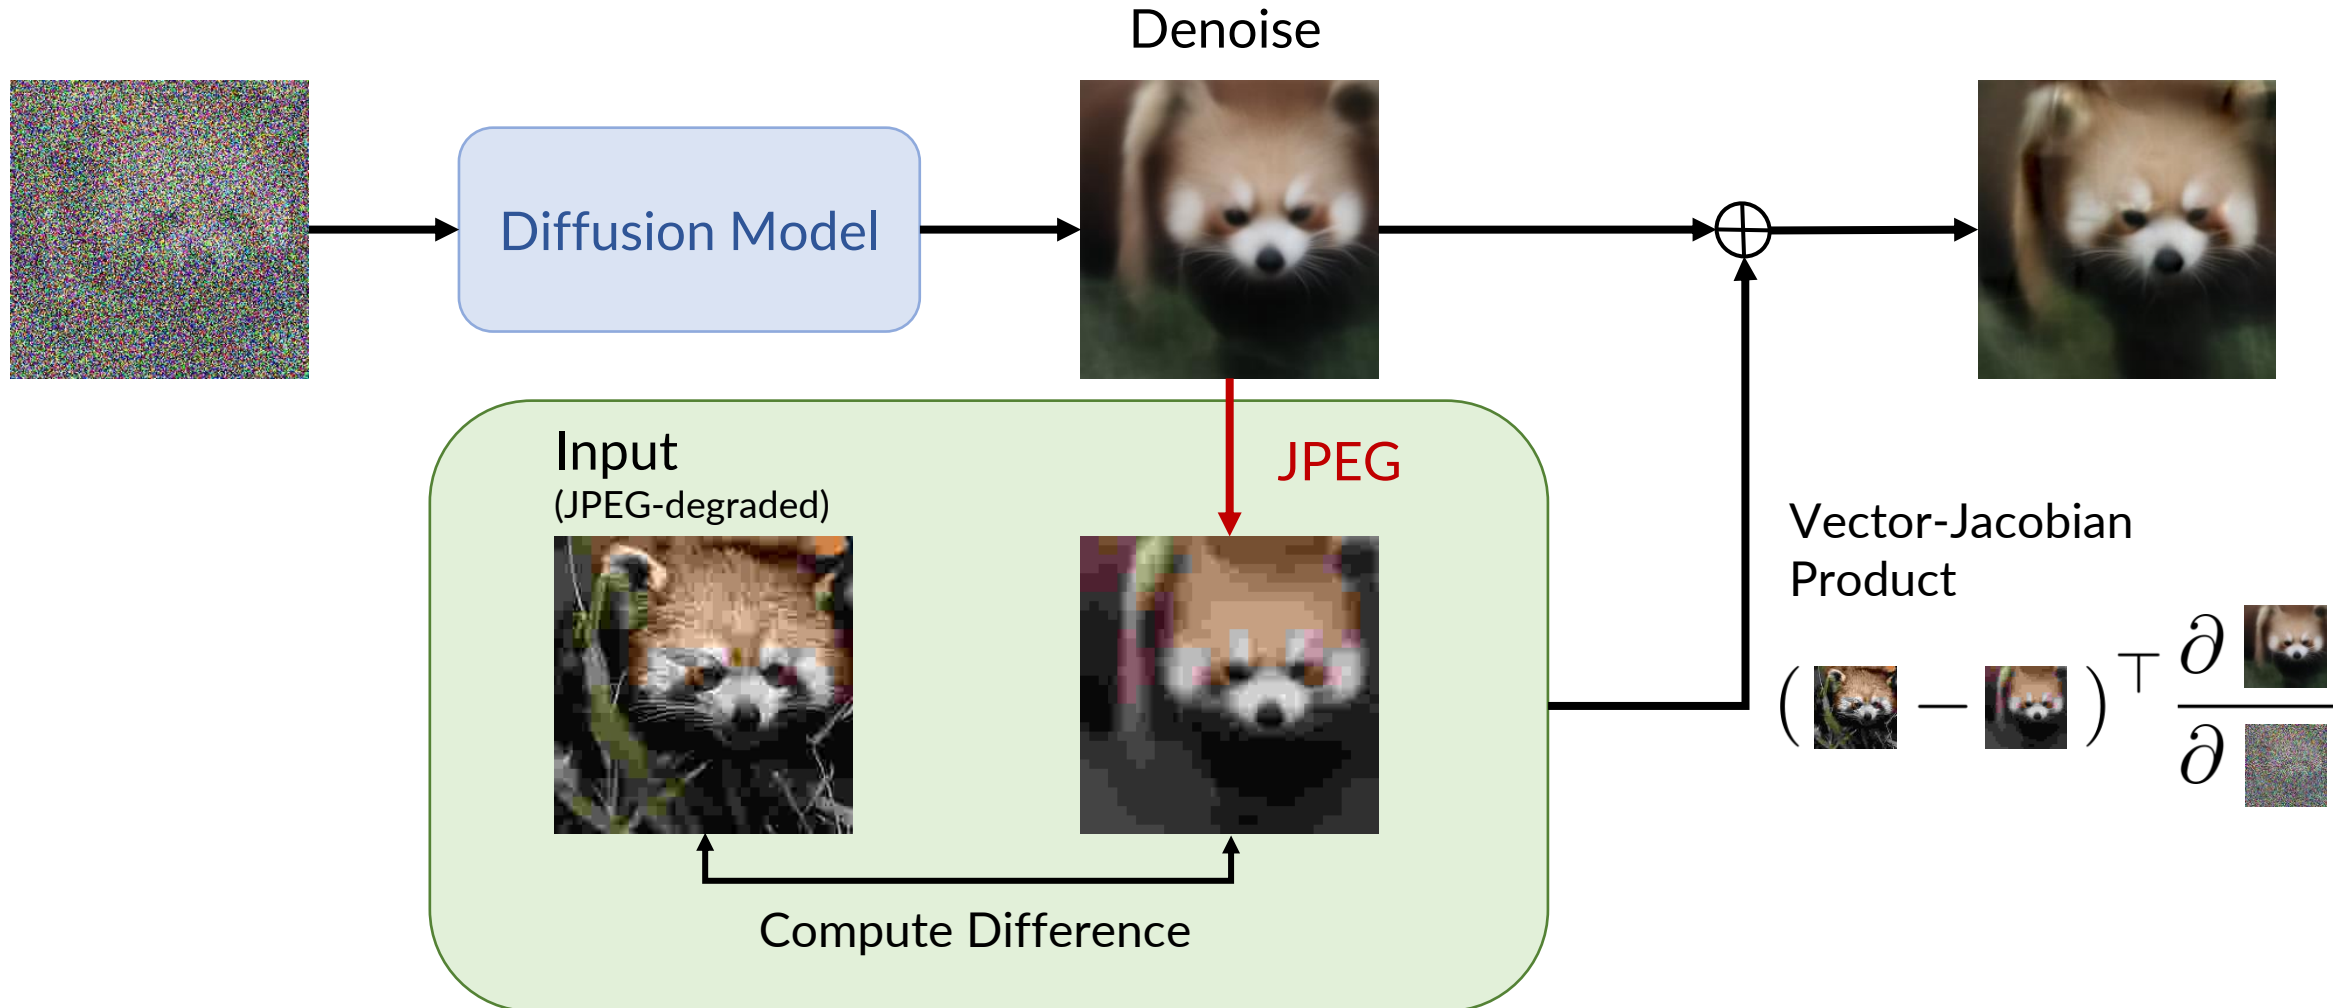 Denoise
Diffusion Model
Input
(JPEG-degraded)
JPEG
Compute Difference
Vector-Jacobian
Product
( − )⊤ ∂
∂